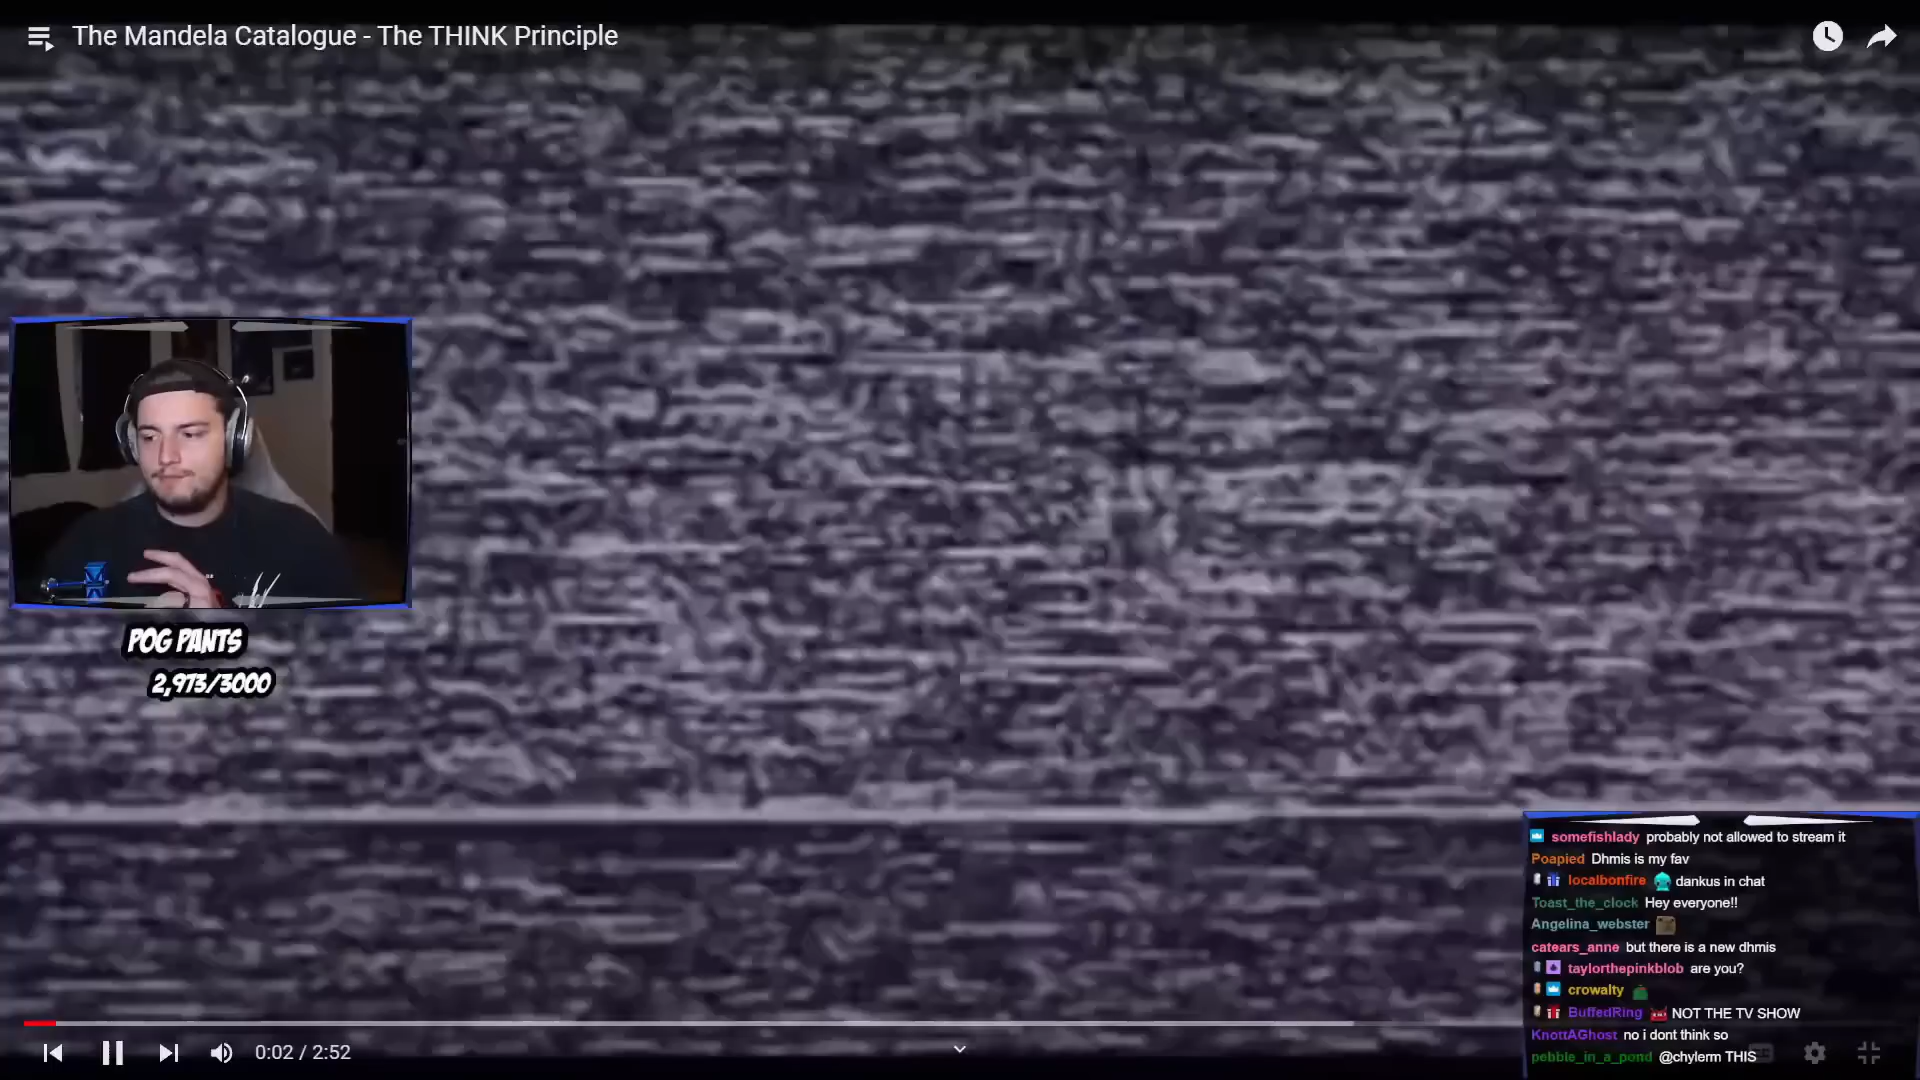 The Mandela Catalogue - The THINK Principle
POG PANTS
2,973/3000
somefishlady probably not allowed to stream it
Poapied Dhmis is my fav
localbonfire dankus in chat
Toast_the_clock Hey everyone!!
Angelina_webster
catears_anne but there is a new dhmis
taylorthepinkblob are you?
crowalty
BuffedRing NOT THE TV SHOW
KnottAGhost no i dont think so
pebble_in_a_pond @chylerm THIS
0:02 / 2:52